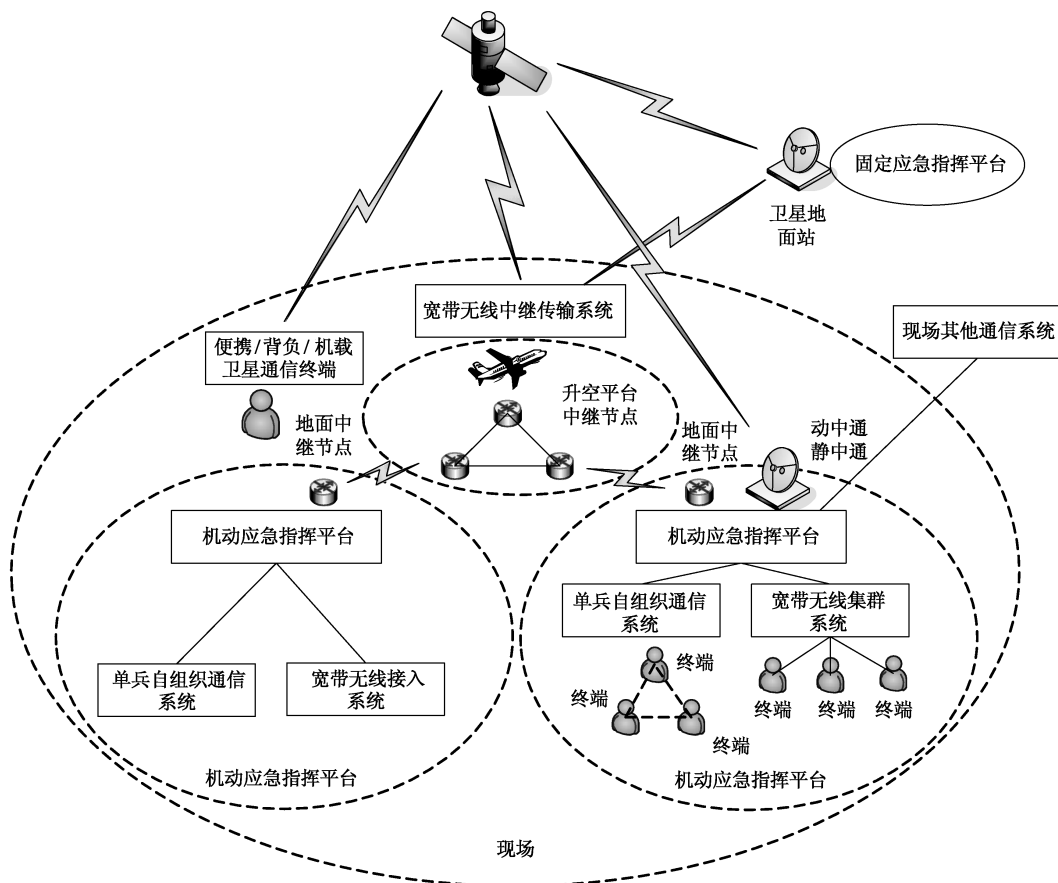 固定应急指挥平台
卫星地
面站
宽带无线中继传输系统
现场其他通信系统
便携/背负/机载
卫星通信终端
升空平台
中继节点
地面中
继节点
地面中
继节点
动中通
静中通
机动应急指挥平台
机动应急指挥平台
单兵自组织通信
系统
宽带无线集群
系统
单兵自组织通信
系统
宽带无线接入
系统
终端
终端
终端
终端
终端
终端
机动应急指挥平台
机动应急指挥平台
现场